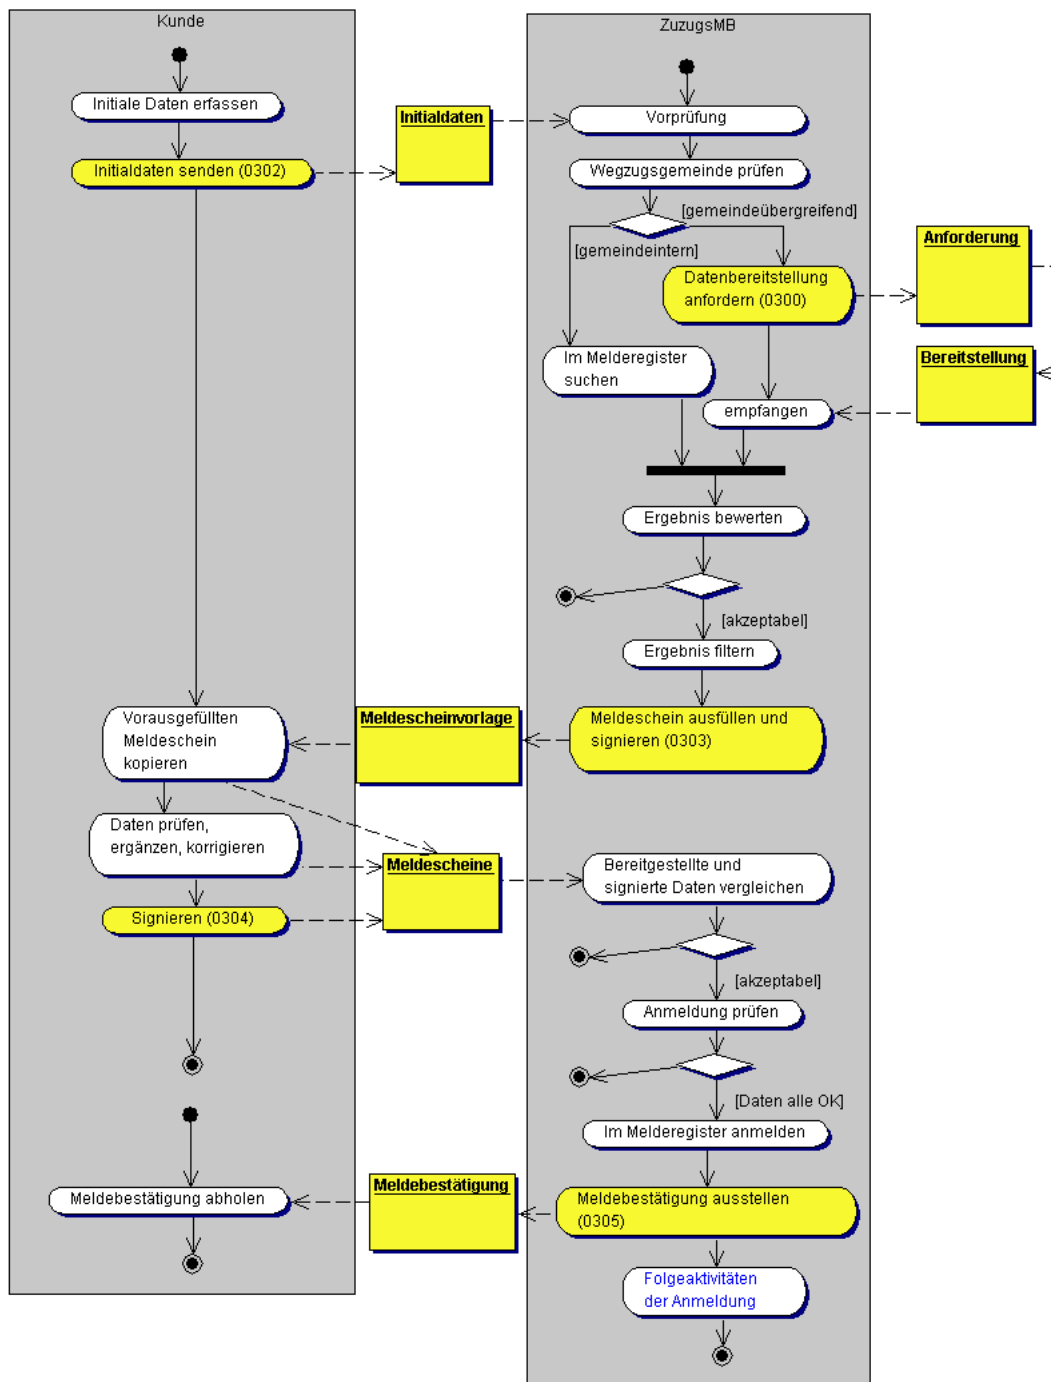 Kunde
Initiale Daten erfassen
Initialdaten senden (0302)
Initialdaten
ZuzugsMB
Vorprüfung
Wegzugsgemeinde prüfen
[gemeindeübergreifend]
[gemeindeintern]
Datenbereitstellung
anfordern (0300)
Anforderung
Im Melderegister
suchen
Bereitstellung
empfangen
Ergebnis bewerten
[akzeptabel]
Ergebnis filtern
Vorausgefüllten
Meldeschein
kopieren
Meldescheinvorlage
Meldeschein ausfüllen und
signieren (0303)
Daten prüfen,
ergänzen, korrigieren
Meldescheine
Bereitgestellte und
signierte Daten vergleichen
Signieren (0304)
[akzeptabel]
Anmeldung prüfen
[Daten alle OK]
Im Melderegister anmelden
Meldebestätigung abholen
Meldebestätigung
Meldebestätigung ausstellen
(0305)
Folgeaktivitäten
der Anmeldung